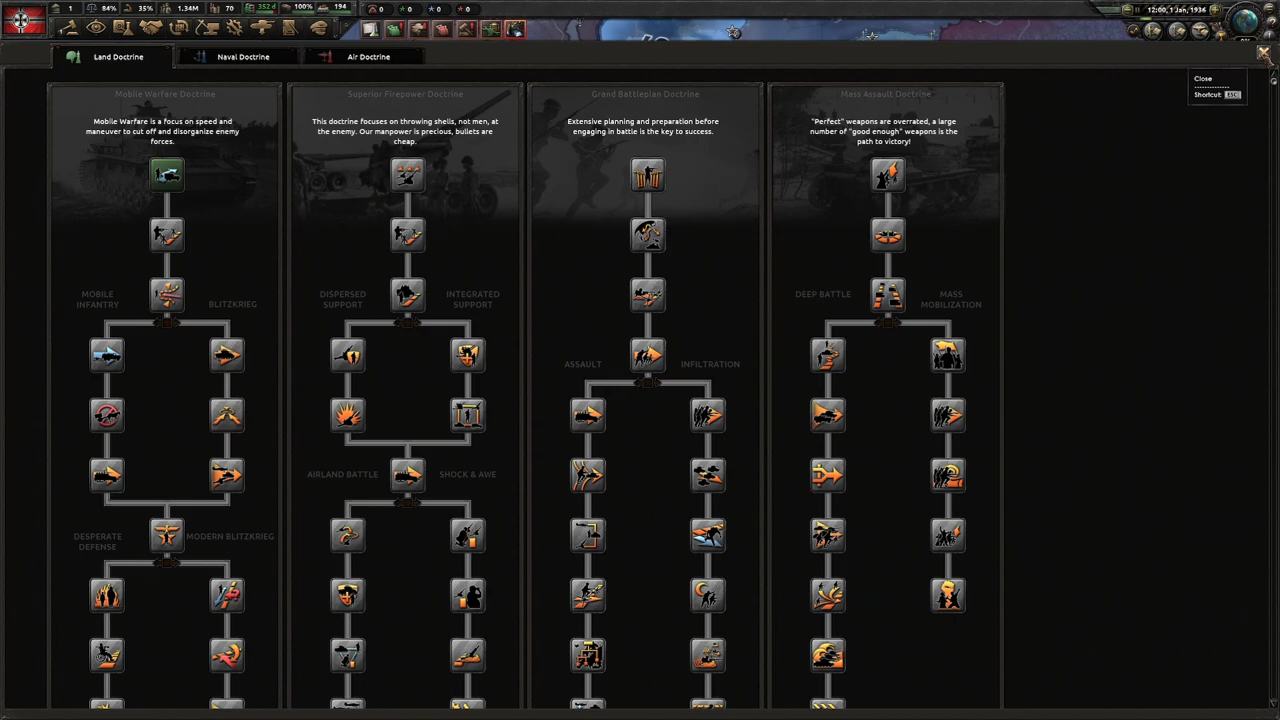 1
84%
35%
1.34M
70
352 d
100%
194
0
0
0
0
12:00, 1 Jan, 1936
Land Doctrine
Naval Doctrine
Air Doctrine
Close
Shortcut: ESC
Mobile Warfare Doctrine
Mobile Warfare is a focus on speed and
maneuver to cut off and disorganize enemy
forces.
MOBILE
INFANTRY
BLITZKRIEG
DESPERATE
DEFENSE
MODERN BLITZKRIEG
Superior Firepower Doctrine
This doctrine focuses on throwing shells, not men, at
the enemy. Our manpower is precious, bullets are
cheap.
DISPERSED
SUPPORT
INTEGRATED
SUPPORT
AIRLAND BATTLE
SHOCK & AWE
Grand Battleplan Doctrine
Extensive planning and preparation before
engaging in battle is the key to success.
ASSAULT
INFILTRATION
Mass Assault Doctrine
"Perfect" weapons are overrated, a large
number of "good enough" weapons is the
path to victory!
DEEP BATTLE
MASS
MOBILIZATION